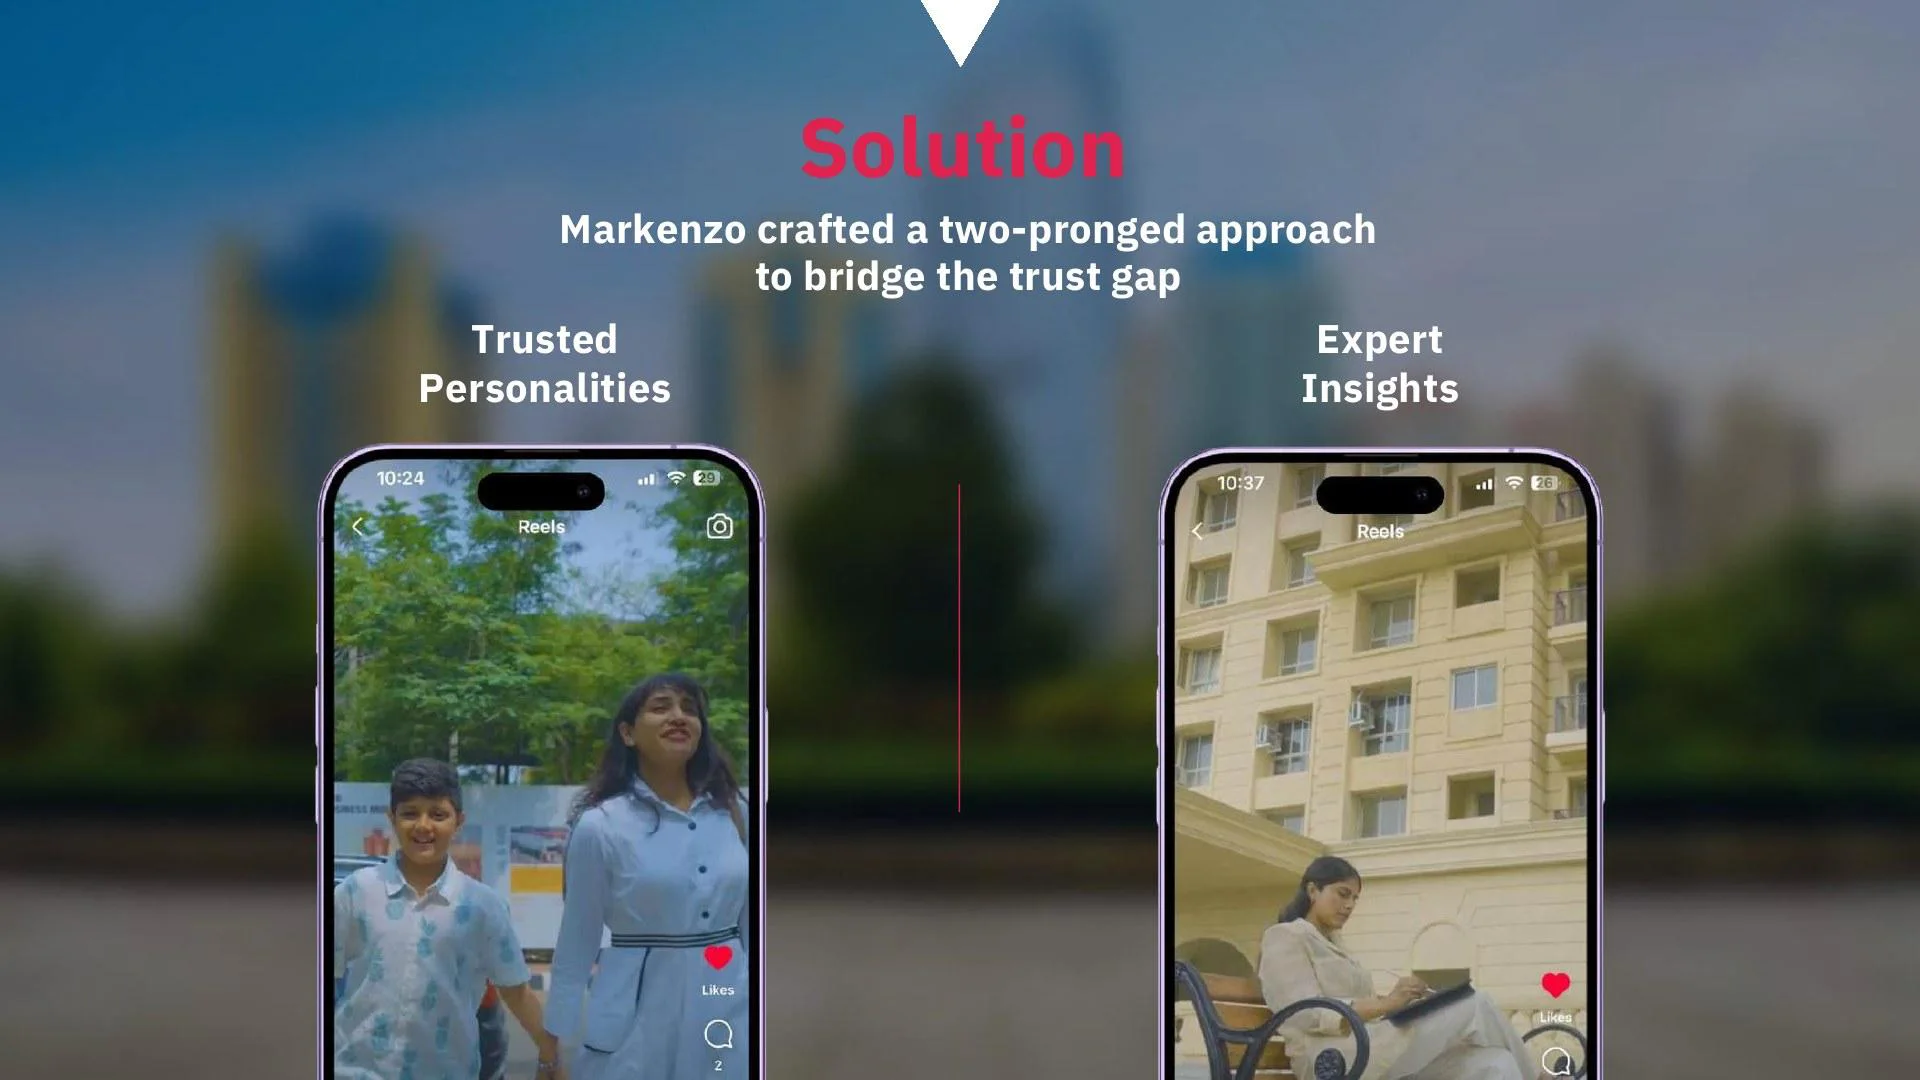 Solution
Markenzo crafted a two-pronged approach
to bridge the trust gap
Trusted
Personalities
Expert
Insights
10:24
29
Reels
Likes
2
10:37
26
Reels
Likes